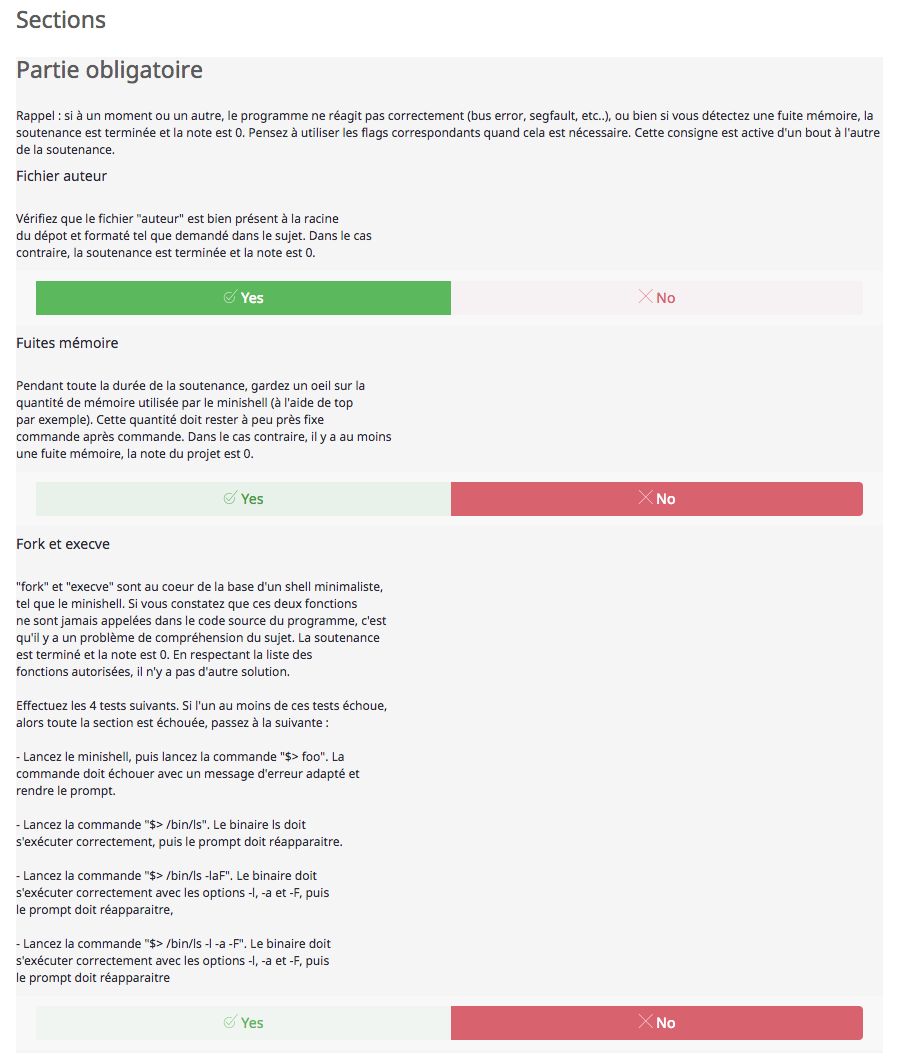 Sections
Partie obligatoire
Rappel : si à un moment ou un autre, le programme ne réagit pas correctement (bus error, segfault, etc..), ou bien si vous détectez une fuite mémoire, la
soutenance est terminée et la note est 0. Pensez à utiliser les flags correspondants quand cela est nécessaire. Cette consigne est active d'un bout à l'autre
de la soutenance.
Fichier auteur
Vérifiez que le fichier "auteur" est bien présent à la racine
du dépot et formaté tel que demandé dans le sujet. Dans le cas
contraire, la soutenance est terminée et la note est 0.
Yes No
Fuites mémoire
Pendant toute la durée de la soutenance, gardez un oeil sur la
quantité de mémoire utilisée par le minishell (à l'aide de top
par exemple). Cette quantité doit rester à peu près fixe
commande après commande. Dans le cas contraire, il y a au moins
une fuite mémoire, la note du projet est 0.
Yes No
Fork et execve
"fork" et "execve" sont au coeur de la base d'un shell minimaliste,
tel que le minishell. Si vous constatez que ces deux fonctions
ne sont jamais appelées dans le code source du programme, c'est
qu'il y a un problème de compréhension du sujet. La soutenance
est terminé et la note est 0. En respectant la liste des
fonctions autorisées, il n'y a pas d'autre solution.
Effectuez les 4 tests suivants. Si l'un au moins de ces tests échoue,
alors toute la section est échouée, passez à la suivante :
- Lancez le minishell, puis lancez la commande "$> foo". La
commande doit échouer avec un message d'erreur adapté et
rendre le prompt.
- Lancez la commande "$> /bin/ls". Le binaire ls doit
s'exécuter correctement, puis le prompt doit réapparaitre.
- Lancez la commande "$> /bin/ls -laF". Le binaire doit
s'exécuter correctement avec les options -l, -a et -F, puis
le prompt doit réapparaitre,
- Lancez la commande "$> /bin/ls -l -a -F". Le binaire doit
s'exécuter correctement avec les options -l, -a et -F, puis
le prompt doit réapparaitre
Yes No